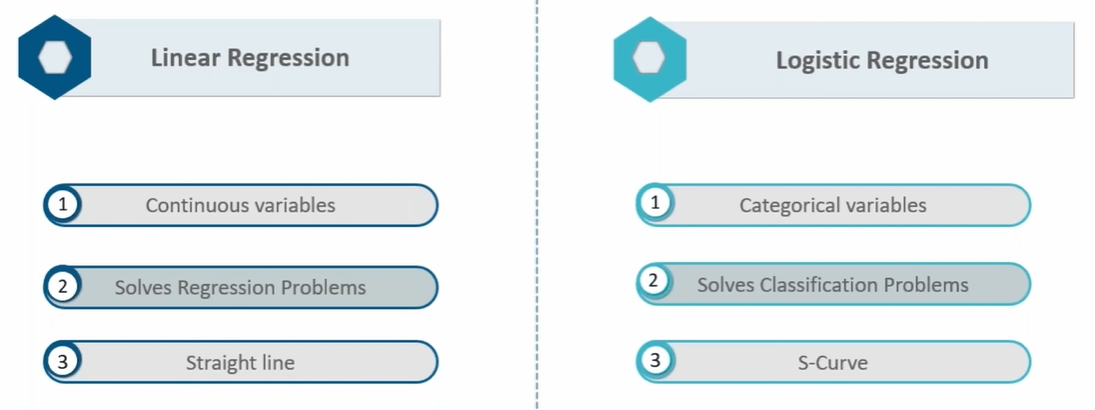 Linear Regression
1 Continuous variables
2 Solves Regression Problems
3 Straight line
Logistic Regression
1 Categorical variables
2 Solves Classification Problems
3 S-Curve